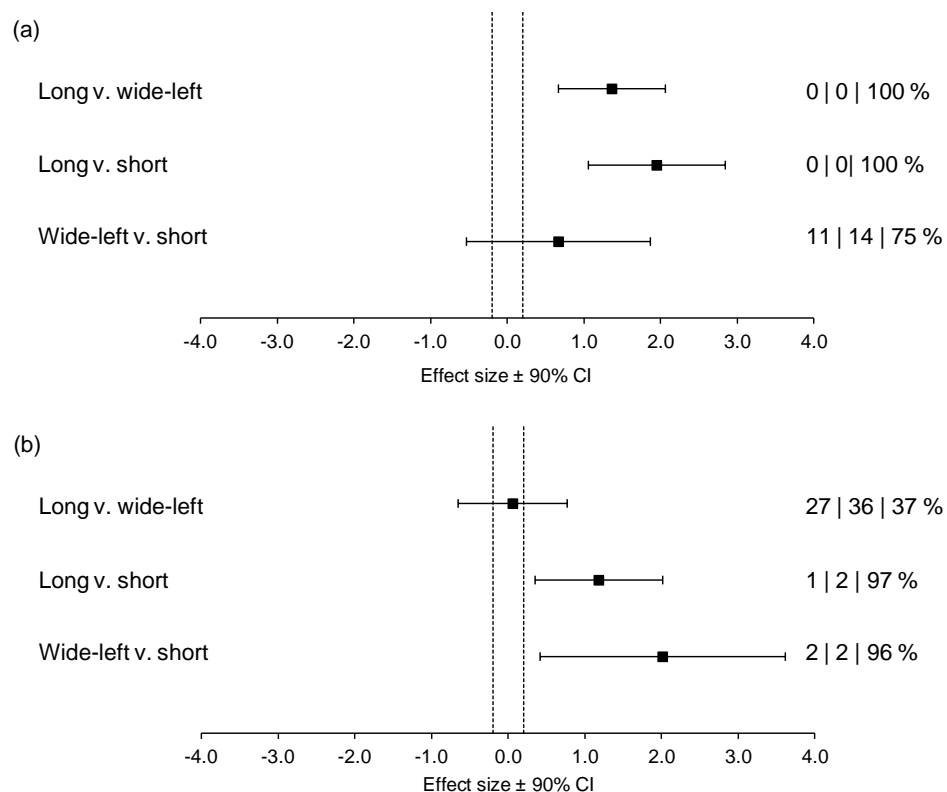 (a)
Long v. wide-left 0 | 0 | 100 %
Long v. short 0 | 0| 100 %
Wide-left v. short 11 | 14 | 75 %
-4.0 -3.0 -2.0 -1.0 0.0 1.0 2.0 3.0 4.0
Effect size ± 90% CI
(b)
Long v. wide-left 27 | 36 | 37 %
Long v. short 1 | 2 | 97 %
Wide-left v. short 2 | 2 | 96 %
-4.0 -3.0 -2.0 -1.0 0.0 1.0 2.0 3.0 4.0
Effect size ± 90% CI